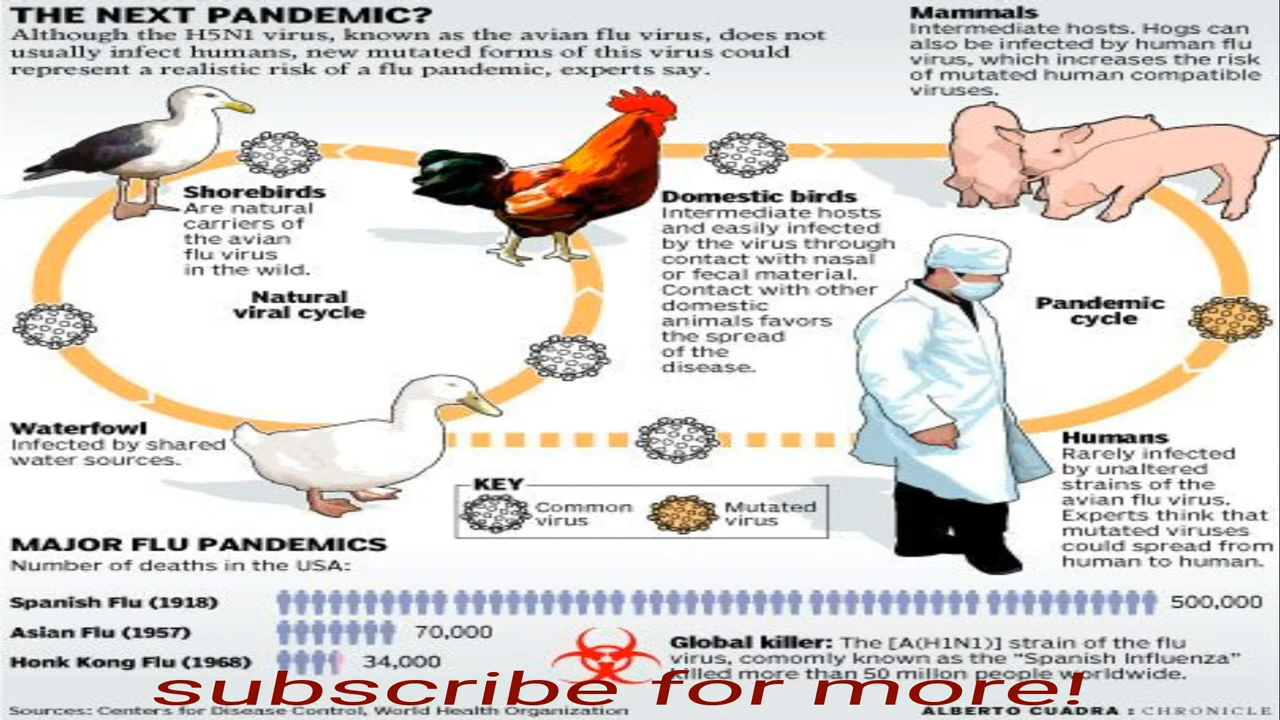 THE NEXT PANDEMIC?
Although the H5N1 virus, known as the avian flu virus, does not
usually infect humans, new mutated forms of this virus could
represent a realistic risk of a flu pandemic, experts say.
Mammals
Intermediate hosts. Hogs can
also be infected by human flu
virus, which increases the risk
of mutated human compatible
viruses.
Shorebirds
Are natural
carriers of
the avian
flu virus
in the wild.
Natural
viral cycle
Domestic birds
Intermediate hosts
and easily infected
by the virus through
contact with nasal
or fecal material.
Contact with other
domestic
animals favors
the spread
of the
disease.
Pandemic
cycle
Waterfowl
Infected by shared
water sources.
Humans
Rarely infected
by unaltered
strains of the
avian flu virus.
Experts think that
mutated viruses
could spread from
human to human.
KEY
Common
virus
Mutated
virus
MAJOR FLU PANDEMICS
Number of deaths in the USA:
Spanish Flu (1918) 500,000
Asian Flu (1957) 70,000
Honk Kong Flu (1968) 34,000
Global killer: The [A(H1N1)] strain of the flu
virus, comomly known as the "Spanish Influenza"
killed more than 50 millon people worldwide.
subscribe for more!
Sources: Centers for Disease Control, World Health Organization
ALBERTO CUADRA : CHRONICLE